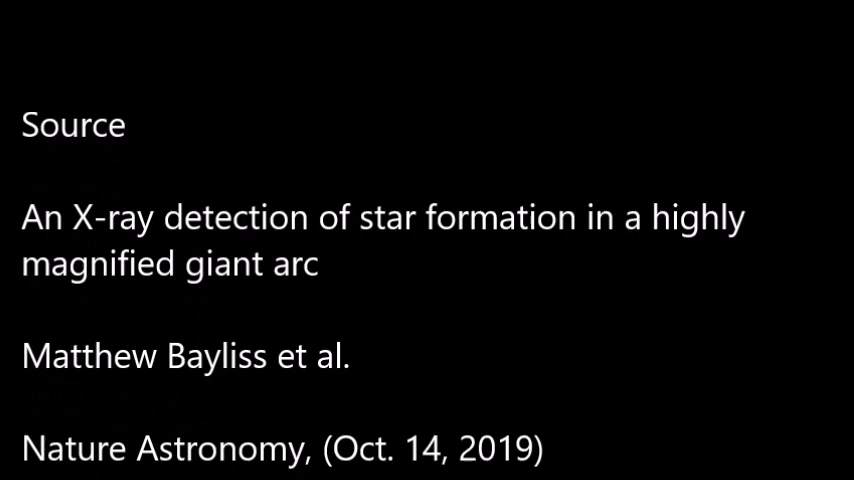 Source
An X-ray detection of star formation in a highly
magnified giant arc
Matthew Bayliss et al.
Nature Astronomy, (Oct. 14, 2019)